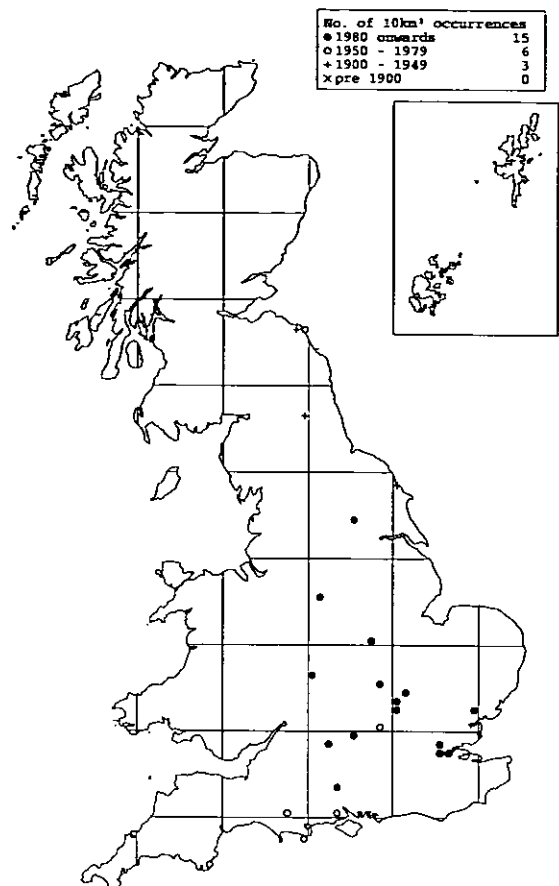 No. of 10km² occurrences
● 1980 onwards 15
○ 1950 - 1979 6
+ 1900 - 1949 3
× pre 1900 0